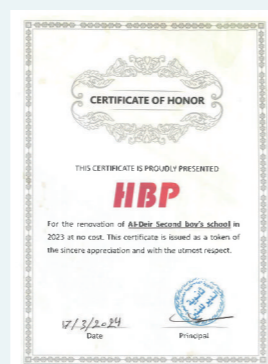 CERTIFICATE OF HONOR
THIS CERTIFICATE IS PROUDLY PRESENTED
HBP
For the renovation of Al-Deir Second boy's school in
2023 at no cost. This certificate is issued as a token of
the sincere appreciation and with the utmost respect.
17/3/2024
Date
Principal